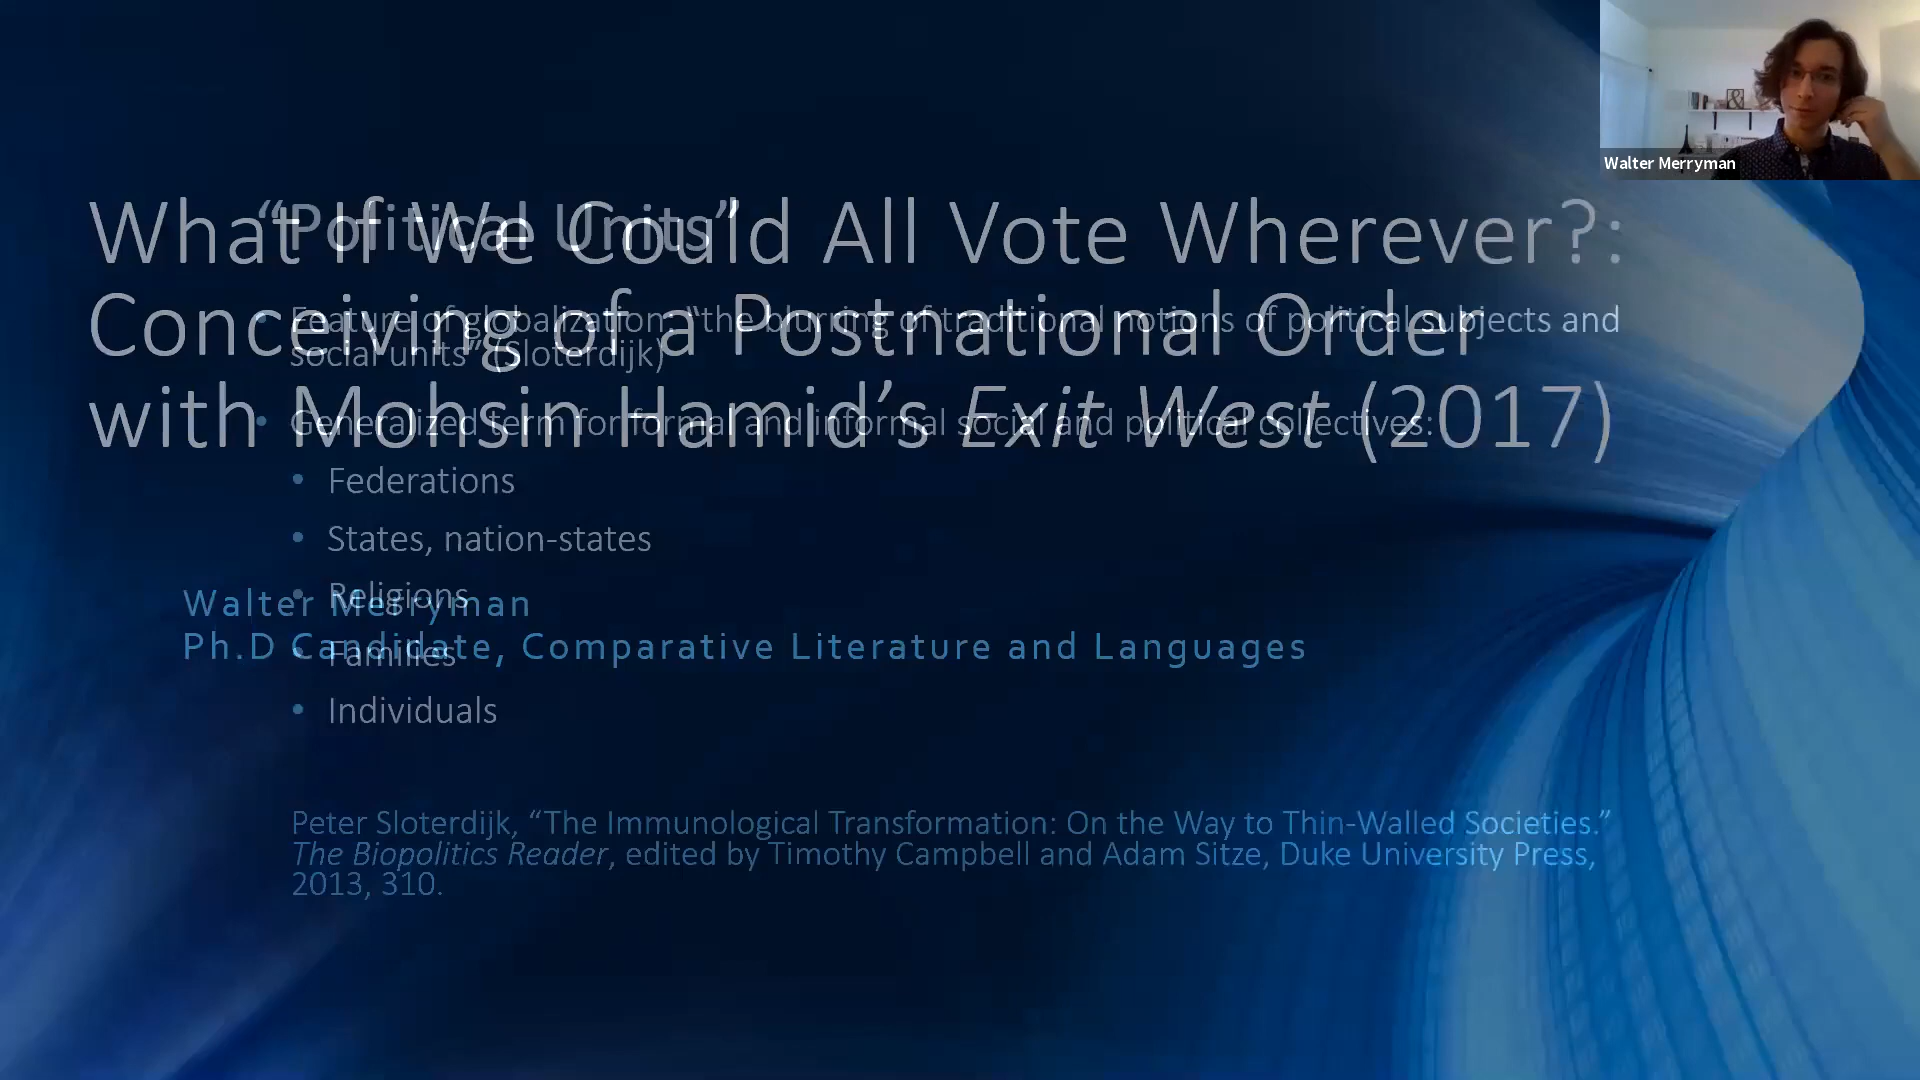 Walter Merryman
What If We Could All Vote Wherever?:
Conceiving of a Postnational Order
with Mohsin Hamid’s Exit West (2017)
Walter Merryman
Ph.D Candidate, Comparative Literature and Languages
“Political Units”
• Feature of globalization: “the blurring of traditional notions of political subjects and
social units” (Sloterdijk)
• Generalized term for formal and informal social and political collectives:
• Federations
• States, nation-states
• Religions
• Families
• Individuals
Peter Sloterdijk, “The Immunological Transformation: On the Way to Thin-Walled Societies.”
The Biopolitics Reader, edited by Timothy Campbell and Adam Sitze, Duke University Press,
2013, 310.